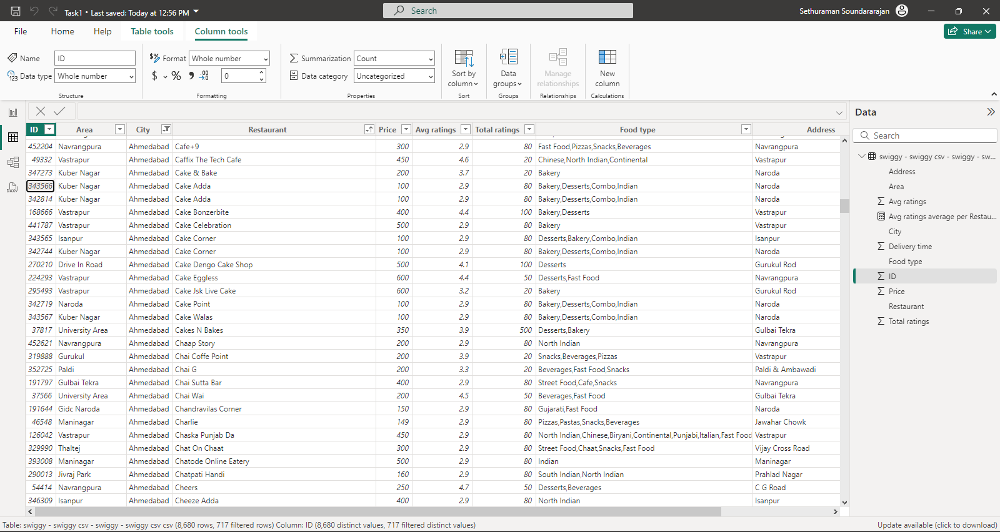 Task1 • Last saved: Today at 12:56 PM
Search
Sethuraman Soundararajan
File Home Help Table tools Column tools
Share
Name ID
Data type Whole number
Structure
Format Whole number
$ % 9 .00 0
Formatting
Summarization Count
Data category Uncategorized
Properties
Sort by
column
Sort
Data
groups
Groups
Manage
relationships
Relationships
New
column
Calculations
ID Area City Restaurant Price Avg ratings Total ratings Food type Address
452204 Navrangpura Ahmedabad Cafe+9 300 2.9 80 Fast Food,Pizzas,Snacks,Beverages Navrangpura
49332 Vastrapur Ahmedabad Caffix The Tech Cafe 450 4.6 20 Chinese,North Indian,Continental Vastrapur
347273 Kuber Nagar Ahmedabad Cake & Bake 200 3.7 20 Bakery Naroda
343566 Kuber Nagar Ahmedabad Cake Adda 100 2.9 80 Bakery,Desserts,Combo,Indian Naroda
342814 Kuber Nagar Ahmedabad Cake Adda 100 2.9 80 Bakery,Desserts,Combo,Indian Naroda
168666 Vastrapur Ahmedabad Cake Bonzerbite 400 4.4 100 Bakery,Desserts Vastrapur
441787 Vastrapur Ahmedabad Cake Celebration 500 2.9 80 Bakery Vastrapur
343565 Isanpur Ahmedabad Cake Corner 100 2.9 80 Desserts,Bakery,Combo,Indian Isanpur
342744 Kuber Nagar Ahmedabad Cake Corner 100 2.9 80 Bakery,Desserts,Combo,Indian Naroda
270210 Drive In Road Ahmedabad Cake Dengo Cake Shop 500 4.1 100 Desserts Gurukul Rod
224293 Vastrapur Ahmedabad Cake Eggless 600 4.4 50 Desserts,Fast Food Navrangpura
295493 Vastrapur Ahmedabad Cake Jsk Live Cake 600 3.2 20 Bakery Gurukul Rod
342719 Naroda Ahmedabad Cake Point 100 2.9 80 Bakery,Desserts,Combo,Indian Naroda
343567 Kuber Nagar Ahmedabad Cake Walas 100 2.9 80 Bakery,Desserts,Combo,Indian Naroda
37817 University Area Ahmedabad Cakes N Bakes 350 3.9 500 Desserts,Bakery Gulbai Tekra
452621 Navrangpura Ahmedabad Chaap Story 200 2.9 80 North Indian Navrangpura
319888 Gurukul Ahmedabad Chai Coffe Point 200 3.9 20 Snacks,Beverages,Pizzas Vastrapur
352725 Paldi Ahmedabad Chai G 200 3.3 20 Beverages,Fast Food,Snacks Paldi & Ambawadi
191797 Gulbai Tekra Ahmedabad Chai Sutta Bar 400 2.9 80 Street Food,Cafe,Snacks Navrangpura
37566 University Area Ahmedabad Chai Wai 200 4.5 50 Beverages,Fast Food Gulbai Tekra
191644 Gidc Naroda Ahmedabad Chandravilas Corner 150 2.9 80 Gujarati,Fast Food Naroda
46548 Maninagar Ahmedabad Charlie 149 2.9 80 Pizzas,Pastas,Snacks,Beverages Jawahar Chowk
126042 Vastrapur Ahmedabad Chaska Punjab Da 450 2.9 80 North Indian,Chinese,Biryani,Continental,Punjabi,Italian,Fast Food Vastrapur
329990 Thaltej Ahmedabad Chat On Chaat 300 2.9 80 Street Food,Chaat,Snacks,Fast Food Vijay Cross Road
393008 Maninagar Ahmedabad Chatode Online Eatery 500 2.9 80 Indian Maninagar
290013 Jivraj Park Ahmedabad Chatpati Handi 160 2.9 80 South Indian,North Indian Prahlad Nagar
54414 Navrangpura Ahmedabad Cheers 250 4.7 50 Desserts,Beverages C G Road
346309 Isanpur Ahmedabad Cheeze Adda 400 2.9 80 North Indian Isanpur
Data
Search
swiggy - swiggy csv - swiggy - sw...
Address
Area
Avg ratings
Avg ratings average per Restau...
City
Delivery time
Food type
ID
Price
Restaurant
Total ratings
Table: swiggy - swiggy csv - swiggy - swiggy csv csv (8,680 rows, 717 filtered rows) Column: ID (8,680 distinct values, 717 filtered distinct values)
Update available (click to download)